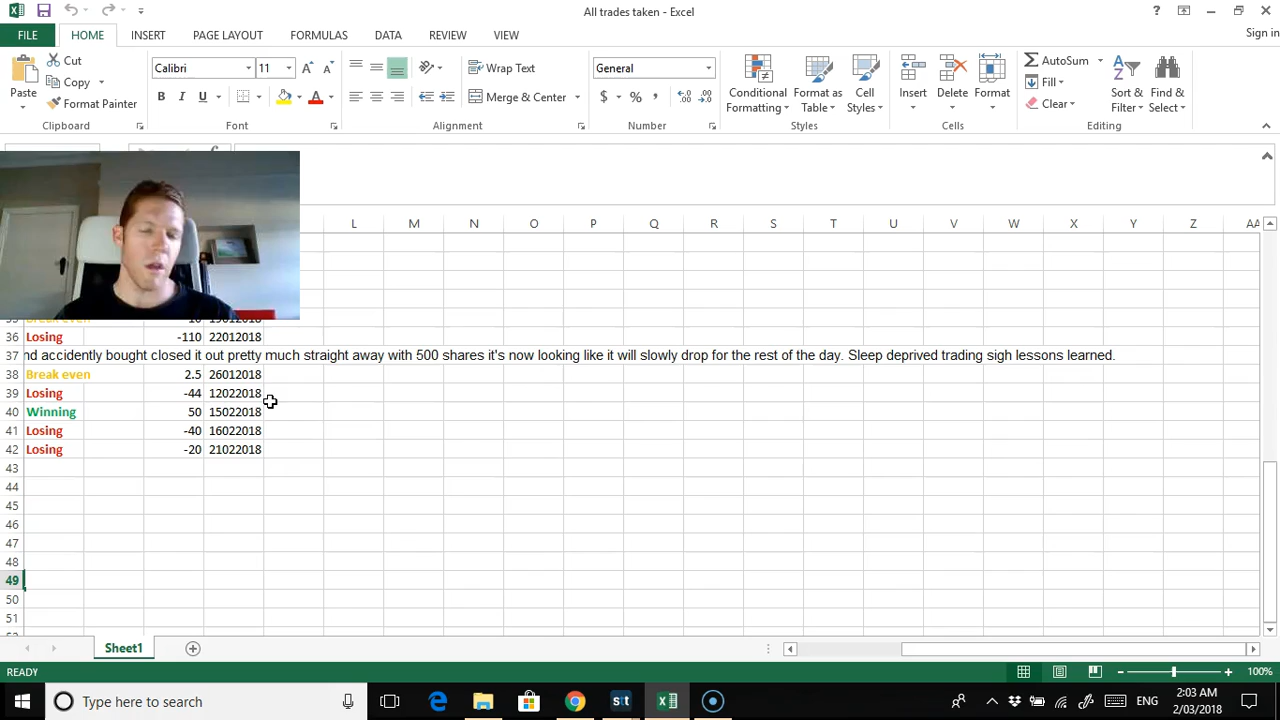 All trades taken - Excel
Sign in
FILE HOME INSERT PAGE LAYOUT FORMULAS DATA REVIEW VIEW
Cut
Copy
Format Painter
Paste
Calibri 11
B I U
Wrap Text
Merge & Center
General
$ % ,
Conditional Formatting
Format as Table
Cell Styles
Insert Delete Format
AutoSum
Fill
Clear
Sort & Filter
Find & Select
Clipboard Font Alignment Number Styles Cells Editing
L M N O P Q R S T U V W X Y Z AA
36 Losing -110 22012018
37 nd accidently bought closed it out pretty much straight away with 500 shares it's now looking like it will slowly drop for the rest of the day. Sleep deprived trading sigh lessons learned.
38 Break even 2.5 26012018
39 Losing -44 12022018
40 Winning 50 15022018
41 Losing -40 16022018
42 Losing -20 21022018
43
44
45
46
47
48
49
50
51
Sheet1
READY 100%
Type here to search
stt
ENG
2:03 AM
2/03/2018